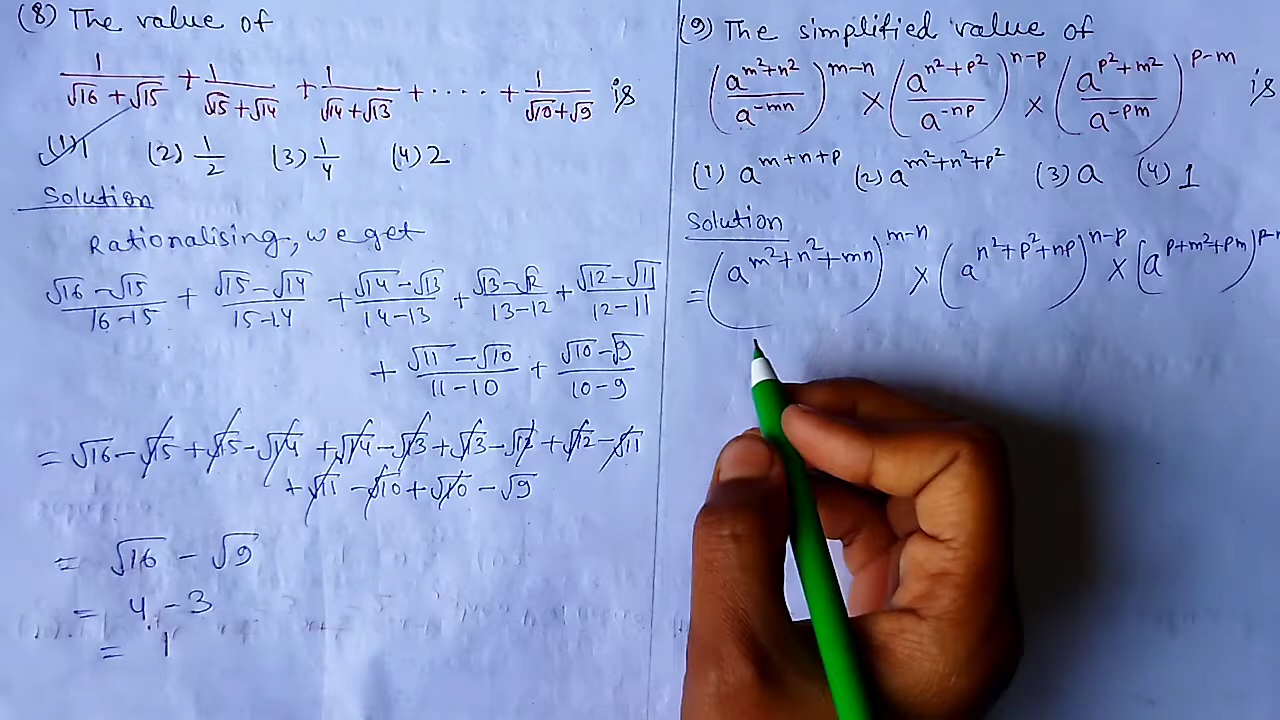 (8) The value of
1/(√16 + √15) + 1/(√15 + √14) + 1/(√14 + √13) + .... + 1/(√10 + √9) is
(1) 1 (2) 1/2 (3) 1/4 (4) 2
Solution
Rationalising, we get
(√16 - √15)/(16-15) + (√15 - √14)/(15-14) + (√14 - √13)/(14-13) + (√13 - √12)/(13-12) + (√12 - √11)/(12-11)
+ (√11 - √10)/(11-10) + (√10 - √9)/(10-9)
= √16 - √15 + √15 - √14 + √14 - √13 + √13 - √12 + √12 - √11
+ √11 - √10 + √10 - √9
= √16 - √9
= 4 - 3
= 1
(9) The simplified value of
(a^(m²+n²)/a^(-mn))^(m-n) × (a^(n²+p²)/a^(-np))^(n-p) × (a^(p²+m²)/a^(-pm))^(p-m) is
(1) a^(m+n+p) (2) a^(m²+n²+p²) (3) a (4) 1
Solution
= (a^(m²+n²+mn))^(m-n) × (a^(n²+p²+np))^(n-p) × (a^(p+m²+pm))